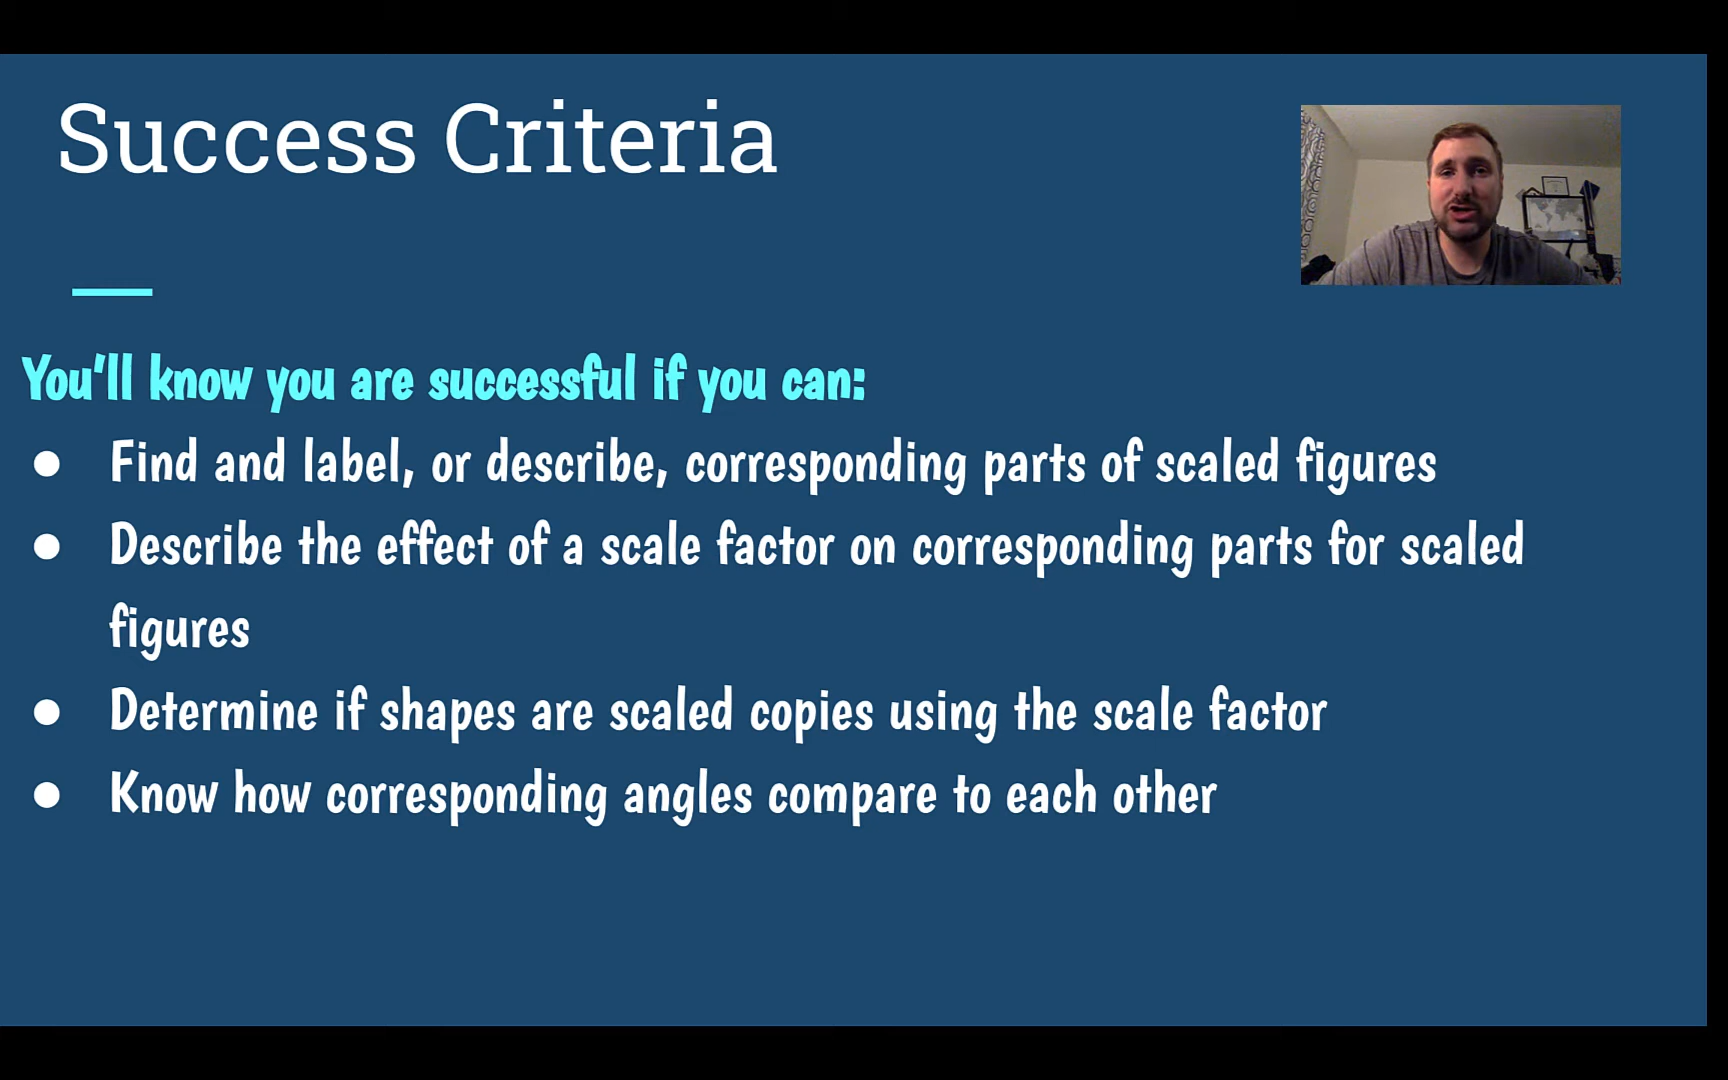 Success Criteria
You'll know you are successful if you can:
● Find and label, or describe, corresponding parts of scaled figures
● Describe the effect of a scale factor on corresponding parts for scaled
figures
● Determine if shapes are scaled copies using the scale factor
● Know how corresponding angles compare to each other